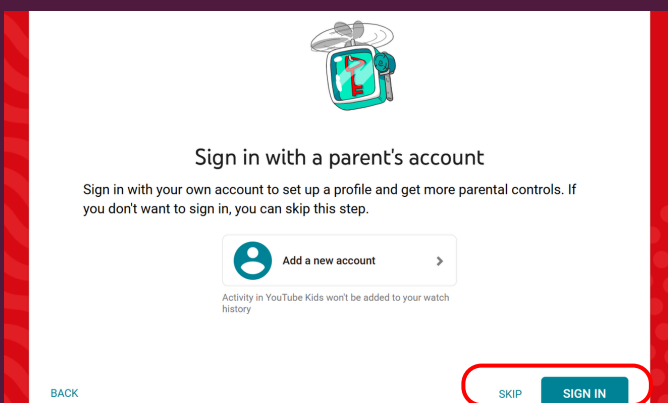 Sign in with a parent's account
Sign in with your own account to set up a profile and get more parental controls. If
you don't want to sign in, you can skip this step.
Add a new account
Activity in YouTube Kids won't be added to your watch
history
BACK
SKIP
SIGN IN